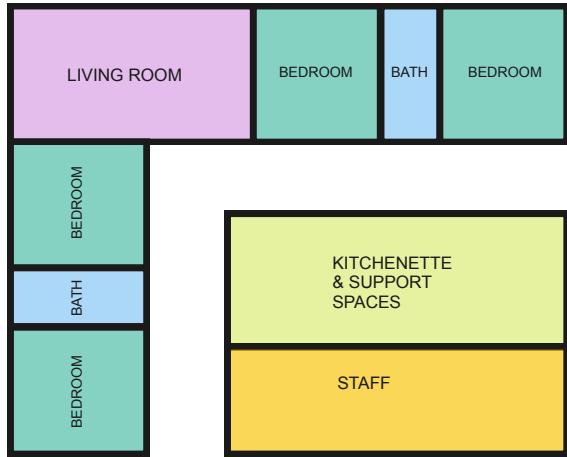 LIVING ROOM
BEDROOM
BATH
BEDROOM
BEDROOM
BATH
BEDROOM
KITCHENETTE
& SUPPORT
SPACES
STAFF